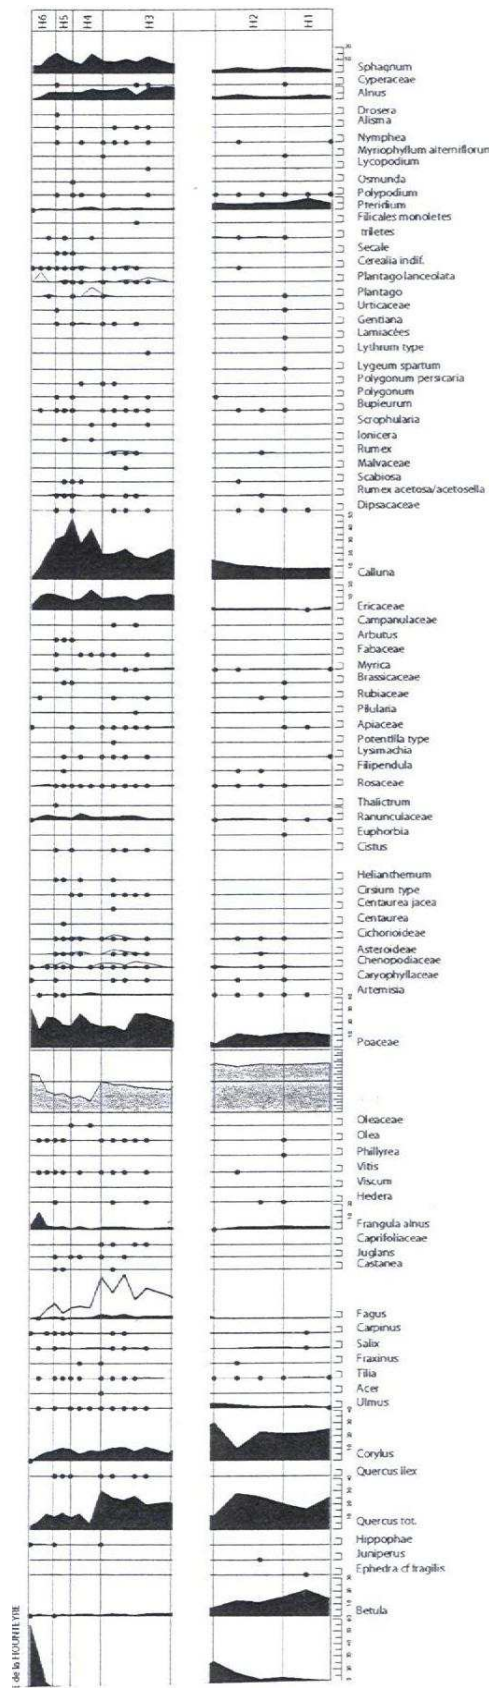 H6 H5 H4 H3 H2 H1
Sphagnum
Cyperaceae
Alnus
Drosera
Alisma
Nymphea
Myriophyllum alterniflorum
Lycopodium
Osmunda
Polypodium
Pteridium
Filicales monoletes
triletes
Secale
Cerealia indif.
Plantago lanceolata
Plantago
Urticaceae
Gentiana
Lamiacées
Lythrum type
Lygeum spartum
Polygonum persicaria
Polygonum
Bupleurum
Scrophularia
lonicera
Rumex
Malvaceae
Scabiosa
Rumex acetosa/acetosella
Dipsacaceae
Calluna
Ericaceae
Campanulaceae
Arbutus
Fabaceae
Myrica
Brassicaceae
Rubiaceae
Pilularia
Apiaceae
Potentilla type
Lysimachia
Filipendula
Rosaceae
Thalictrum
Ranunculaceae
Euphorbia
Cistus
Helianthemum
Cirsium type
Centaurea jacea
Centaurea
Cichorioideae
Asteroideae
Chenopodiaceae
Caryophyllaceae
Artemisia
Poaceae
Oleaceae
Olea
Phillyrea
Vitis
Viscum
Hedera
Frangula alnus
Caprifoliaceae
Juglans
Castanea
Fagus
Carpinus
Salix
Fraxinus
Tilia
Acer
Ulmus
Corylus
Quercus ilex
Quercus tot.
Hippophae
Juniperus
Ephedra cf fragilis
Betula
de la HOUNTEYRE